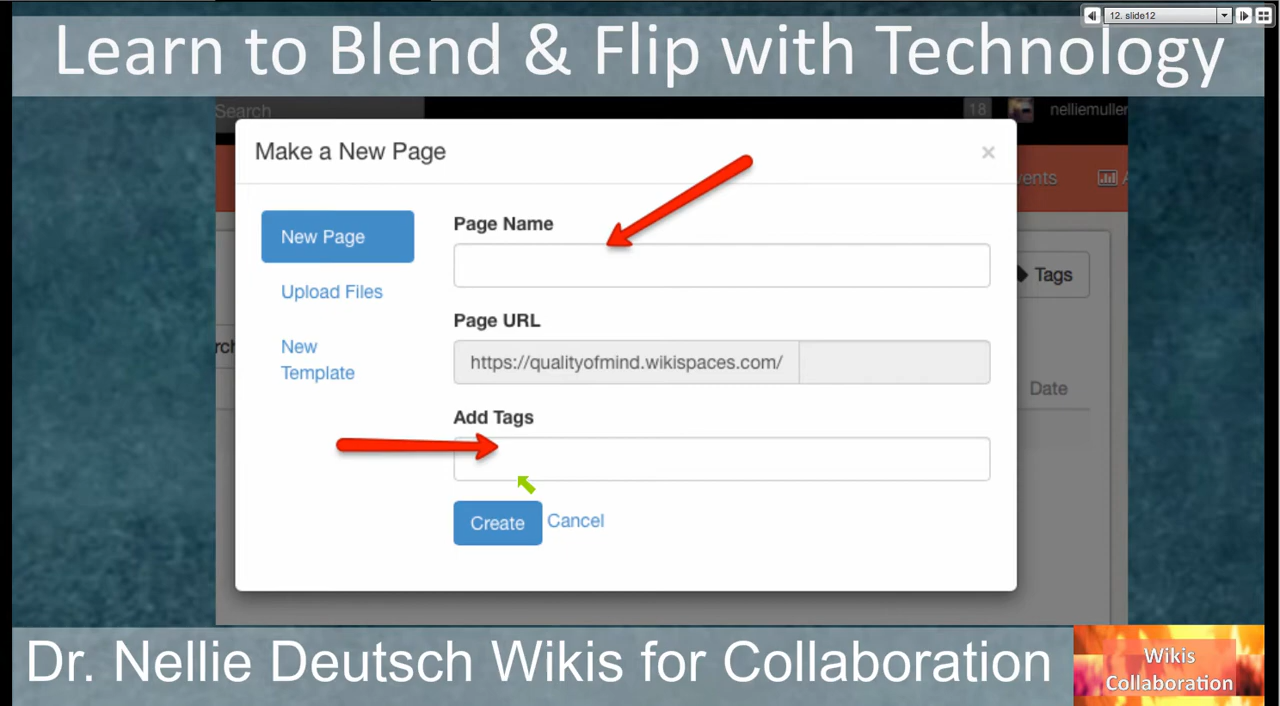 12. slide12
Learn to Blend & Flip with Technology
Search
18
nelliemuller
Make a New Page
×
New Page
Upload Files
New
Template
Page Name
Page URL
https://qualityofmind.wikispaces.com/
Add Tags
Create
Cancel
Tags
Date
Dr. Nellie Deutsch Wikis for Collaboration
Wikis
Collaboration